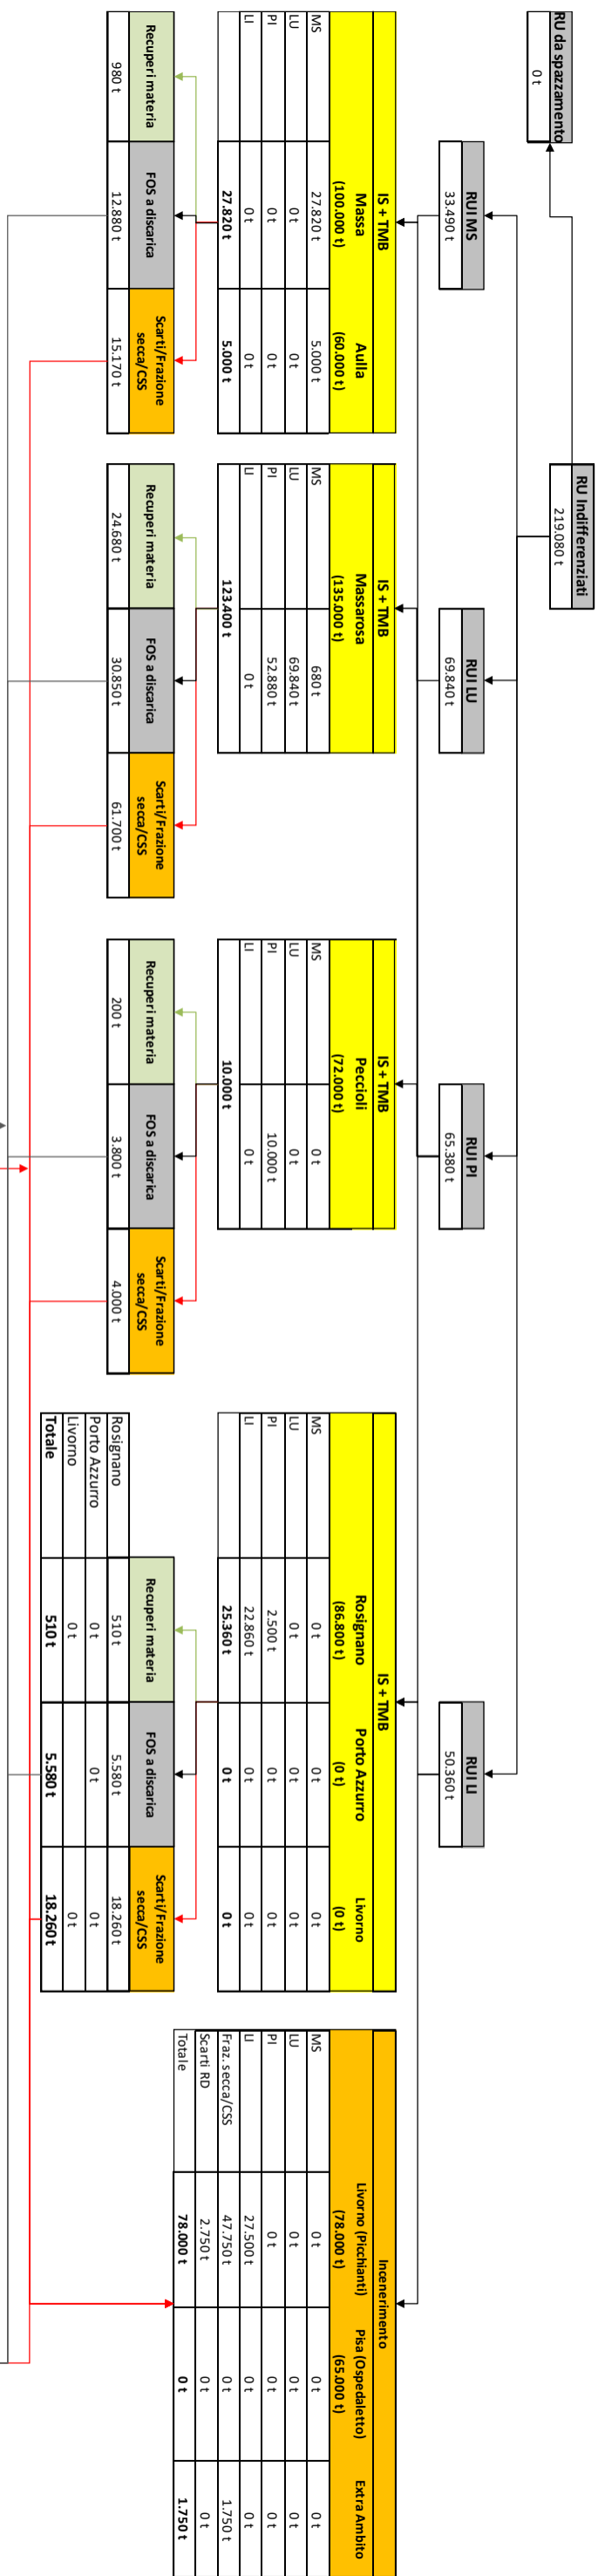 RU Indifferenziati
219.080 t
RU da spazzamento
0 t
RUI MS
33.490 t
RUI LU
69.840 t
RUI PI
65.380 t
RUI LI
50.360 t
IS + TMB
Massa Aulla
(100.000 t) (60.000 t)
MS 27.820 t 5.000 t
LU 0 t 0 t
PI 0 t 0 t
LI 0 t 0 t
27.820 t 5.000 t
IS + TMB
Massarosa
(135.000 t)
MS 680 t
LU 69.840 t
PI 52.880 t
LI 0 t
123.400 t
IS + TMB
Peccioli
(72.000 t)
MS 0 t
LU 0 t
PI 10.000 t
LI 0 t
10.000 t
IS + TMB
Rosignano Porto Azzurro Livorno
(86.800 t) (0 t) (0 t)
MS 0 t 0 t 0 t
LU 0 t 0 t 0 t
PI 2.500 t 0 t 0 t
LI 22.860 t 0 t 0 t
25.360 t 0 t 0 t
Incenerimento
Livorno (Picchianti) Pisa (Ospedaletto) Extra Ambito
(78.000 t) (65.000 t)
MS 0 t 0 t 0 t
LU 0 t 0 t 0 t
PI 0 t 0 t 0 t
LI 27.500 t 0 t 0 t
Fraz. secca/CSS 47.750 t 0 t 1.750 t
Scarti RD 2.750 t 0 t 0 t
Totale 78.000 t 0 t 1.750 t
Recuperi materia FOS a discarica Scarti/Frazione
secca/CSS
980 t 12.880 t 15.170 t
Recuperi materia FOS a discarica Scarti/Frazione
secca/CSS
24.680 t 30.850 t 61.700 t
Recuperi materia FOS a discarica Scarti/Frazione
secca/CSS
200 t 3.800 t 4.000 t
Recuperi materia FOS a discarica Scarti/Frazione
secca/CSS
Rosignano 510 t 5.580 t 18.260 t
Porto Azzurro 0 t 0 t 0 t
Livorno 0 t 0 t
Totale 510 t 5.580 t 18.260 t